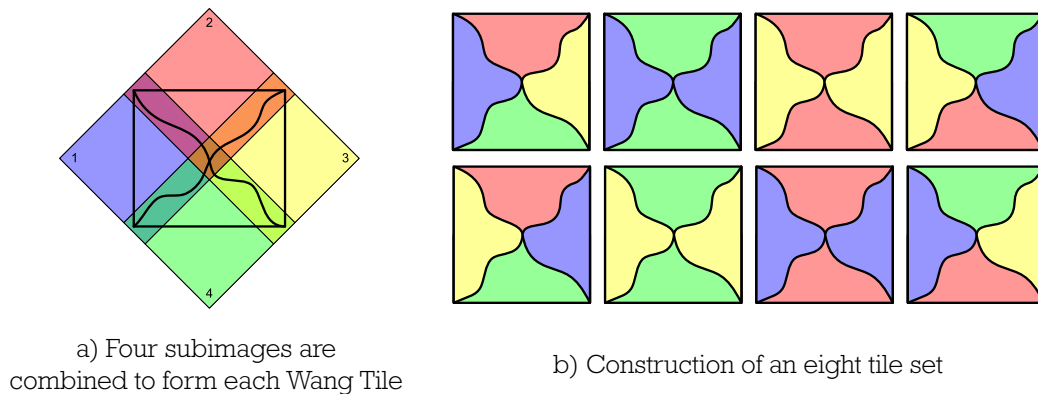 2
1
3
4
a) Four subimages are
combined to form each Wang Tile
b) Construction of an eight tile set